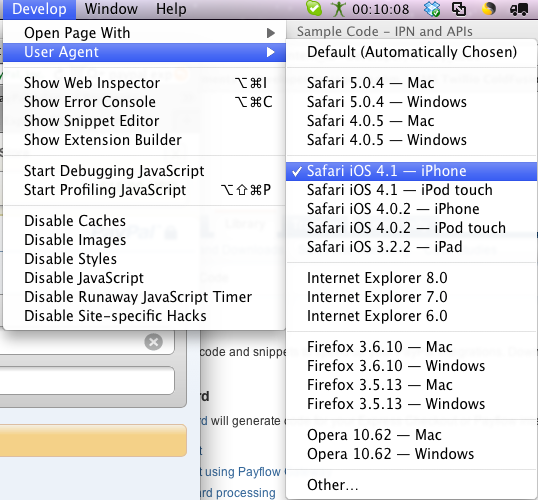 Develop Window Help 00:10:08
Open Page With
User Agent
Show Web Inspector ⌥⌘I
Show Error Console ⌥⌘C
Show Snippet Editor
Show Extension Builder
Start Debugging JavaScript
Start Profiling JavaScript ⌥⇧⌘P
Disable Caches
Disable Images
Disable Styles
Disable JavaScript
Disable Runaway JavaScript Timer
Disable Site-specific Hacks
Sample Code - IPN and APIs
Default (Automatically Chosen)
Safari 5.0.4 — Mac
Safari 5.0.4 — Windows
Safari 4.0.5 — Mac
Safari 4.0.5 — Windows
✓ Safari iOS 4.1 — iPhone
Safari iOS 4.1 — iPod touch
Safari iOS 4.0.2 — iPhone
Safari iOS 4.0.2 — iPod touch
Safari iOS 3.2.2 — iPad
Internet Explorer 8.0
Internet Explorer 7.0
Internet Explorer 6.0
Firefox 3.6.10 — Mac
Firefox 3.6.10 — Windows
Firefox 3.5.13 — Mac
Firefox 3.5.13 — Windows
Opera 10.62 — Mac
Opera 10.62 — Windows
Other...
code and snippe
rd
rd will generate
t
t using Payflow
ard processing